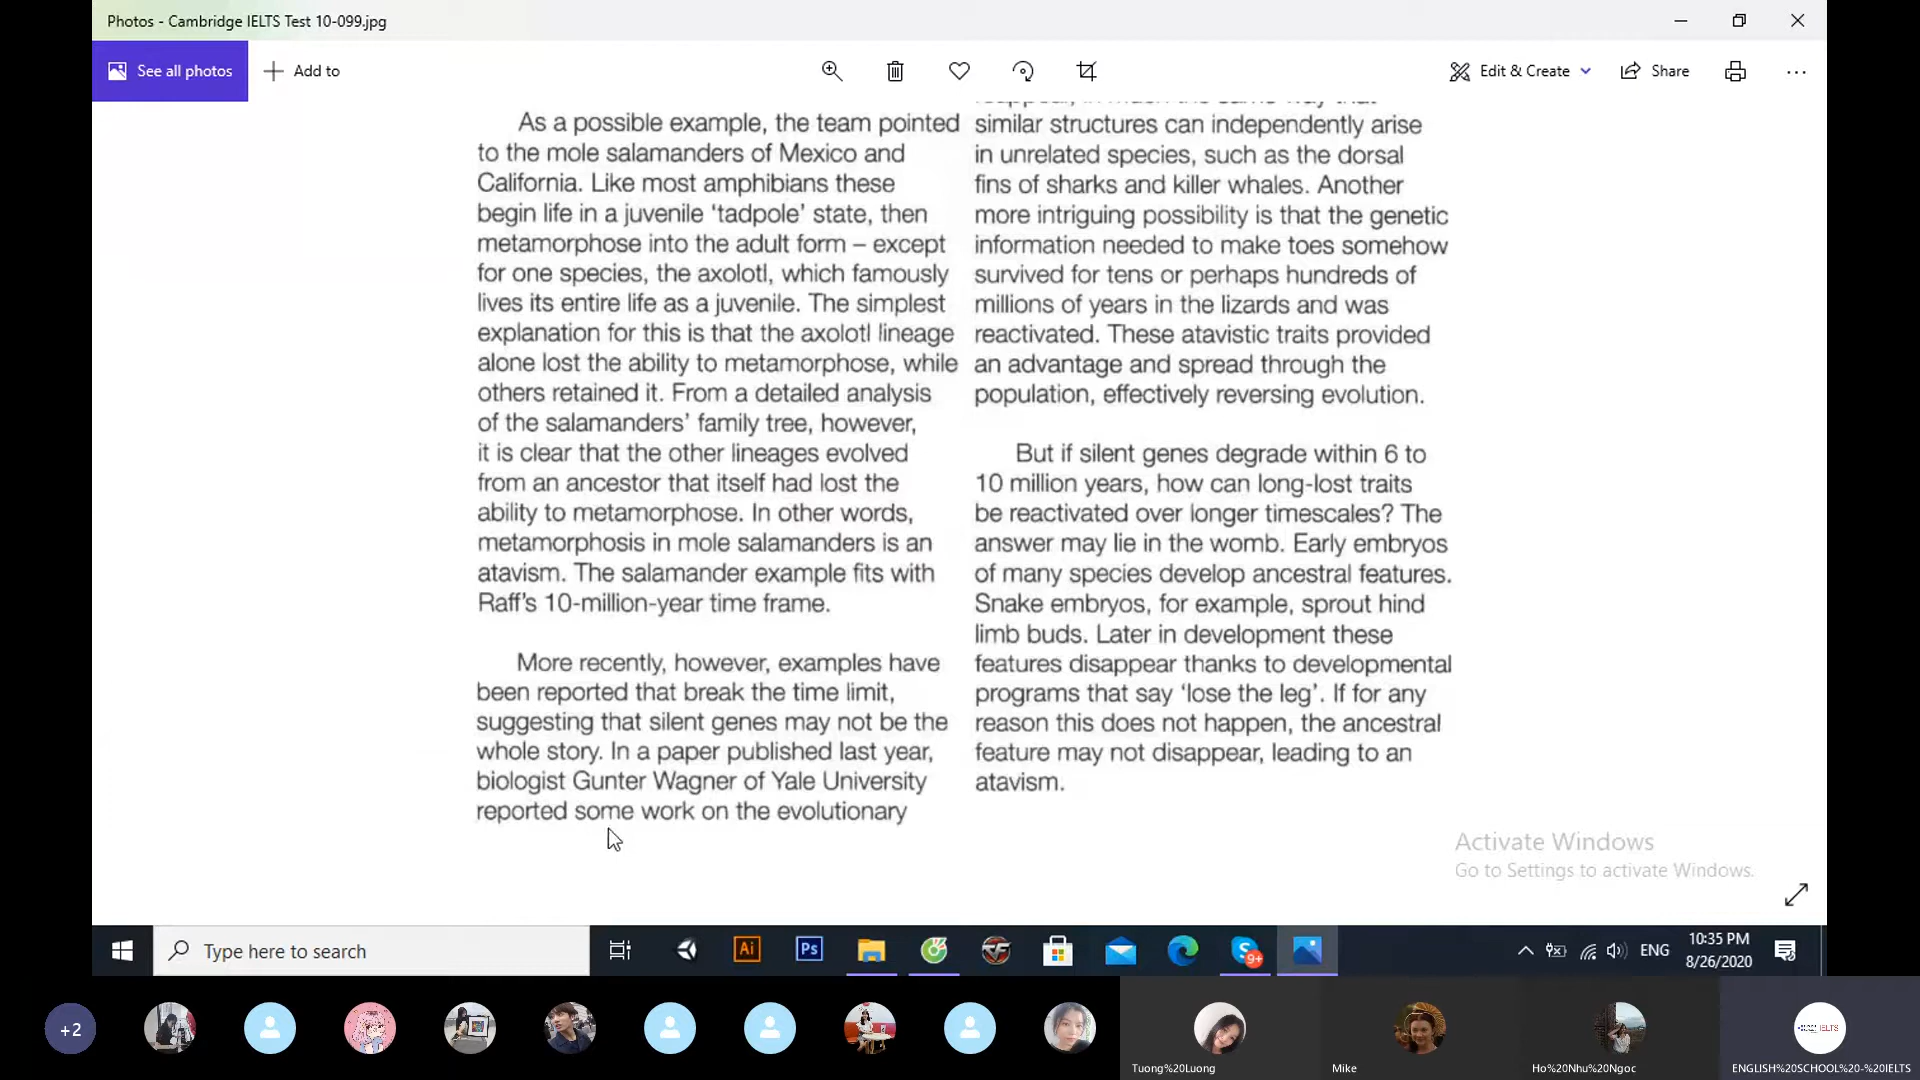 Photos - Cambridge IELTS Test 10-099.jpg
See all photos
Add to
Edit & Create
Share
As a possible example, the team pointed
to the mole salamanders of Mexico and
California. Like most amphibians these
begin life in a juvenile ‘tadpole’ state, then
metamorphose into the adult form – except
for one species, the axolotl, which famously
lives its entire life as a juvenile. The simplest
explanation for this is that the axolotl lineage
alone lost the ability to metamorphose, while
others retained it. From a detailed analysis
of the salamanders’ family tree, however,
it is clear that the other lineages evolved
from an ancestor that itself had lost the
ability to metamorphose. In other words,
metamorphosis in mole salamanders is an
atavism. The salamander example fits with
Raff’s 10-million-year time frame.
More recently, however, examples have
been reported that break the time limit,
suggesting that silent genes may not be the
whole story. In a paper published last year,
biologist Gunter Wagner of Yale University
reported some work on the evolutionary
similar structures can independently arise
in unrelated species, such as the dorsal
fins of sharks and killer whales. Another
more intriguing possibility is that the genetic
information needed to make toes somehow
survived for tens or perhaps hundreds of
millions of years in the lizards and was
reactivated. These atavistic traits provided
an advantage and spread through the
population, effectively reversing evolution.
But if silent genes degrade within 6 to
10 million years, how can long-lost traits
be reactivated over longer timescales? The
answer may lie in the womb. Early embryos
of many species develop ancestral features.
Snake embryos, for example, sprout hind
limb buds. Later in development these
features disappear thanks to developmental
programs that say ‘lose the leg’. If for any
reason this does not happen, the ancestral
feature may not disappear, leading to an
atavism.
Activate Windows
Go to Settings to activate Windows.
Type here to search
Ai
Ps
S
9+
ENG
10:35 PM
8/26/2020
+2
Tuong%20Luong
Mike
Ho%20Nhu%20Ngoc
ENGLISH%20SCHOOL%20-%20IELTS